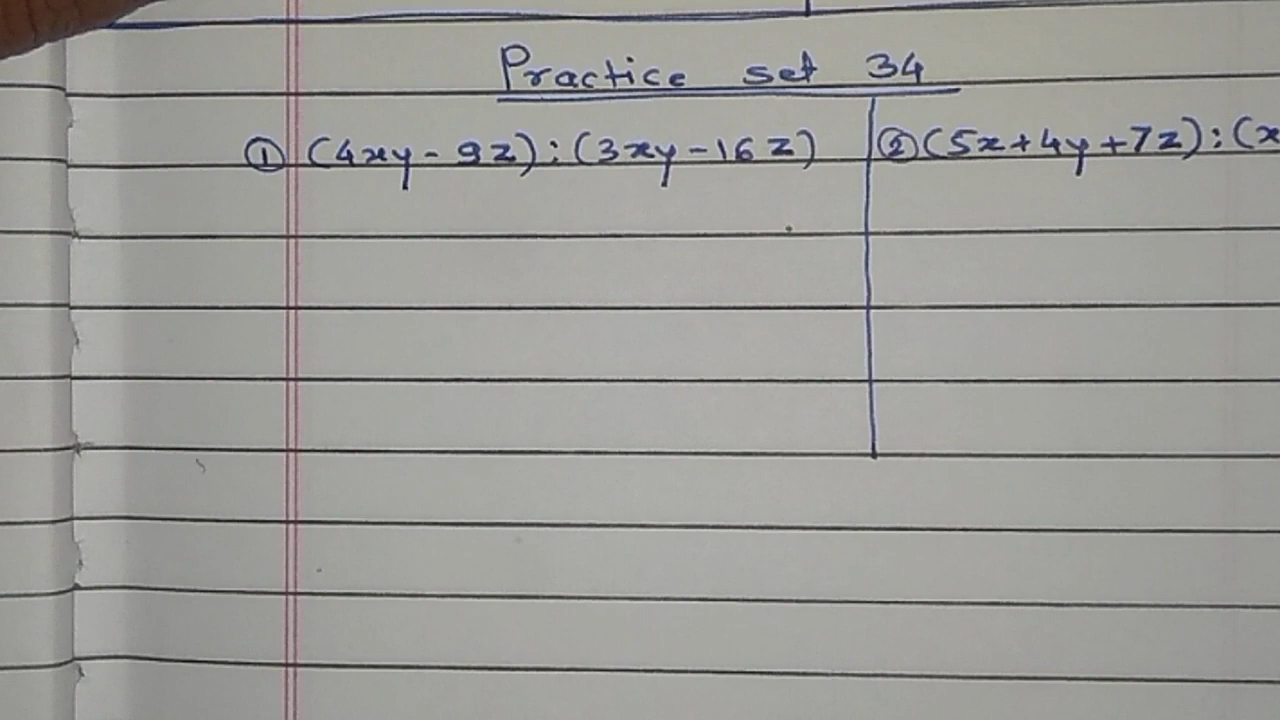 Practice set 34
① (4xy - 9z) : (3xy - 16z) ② (5x + 4y + 7z) : (x